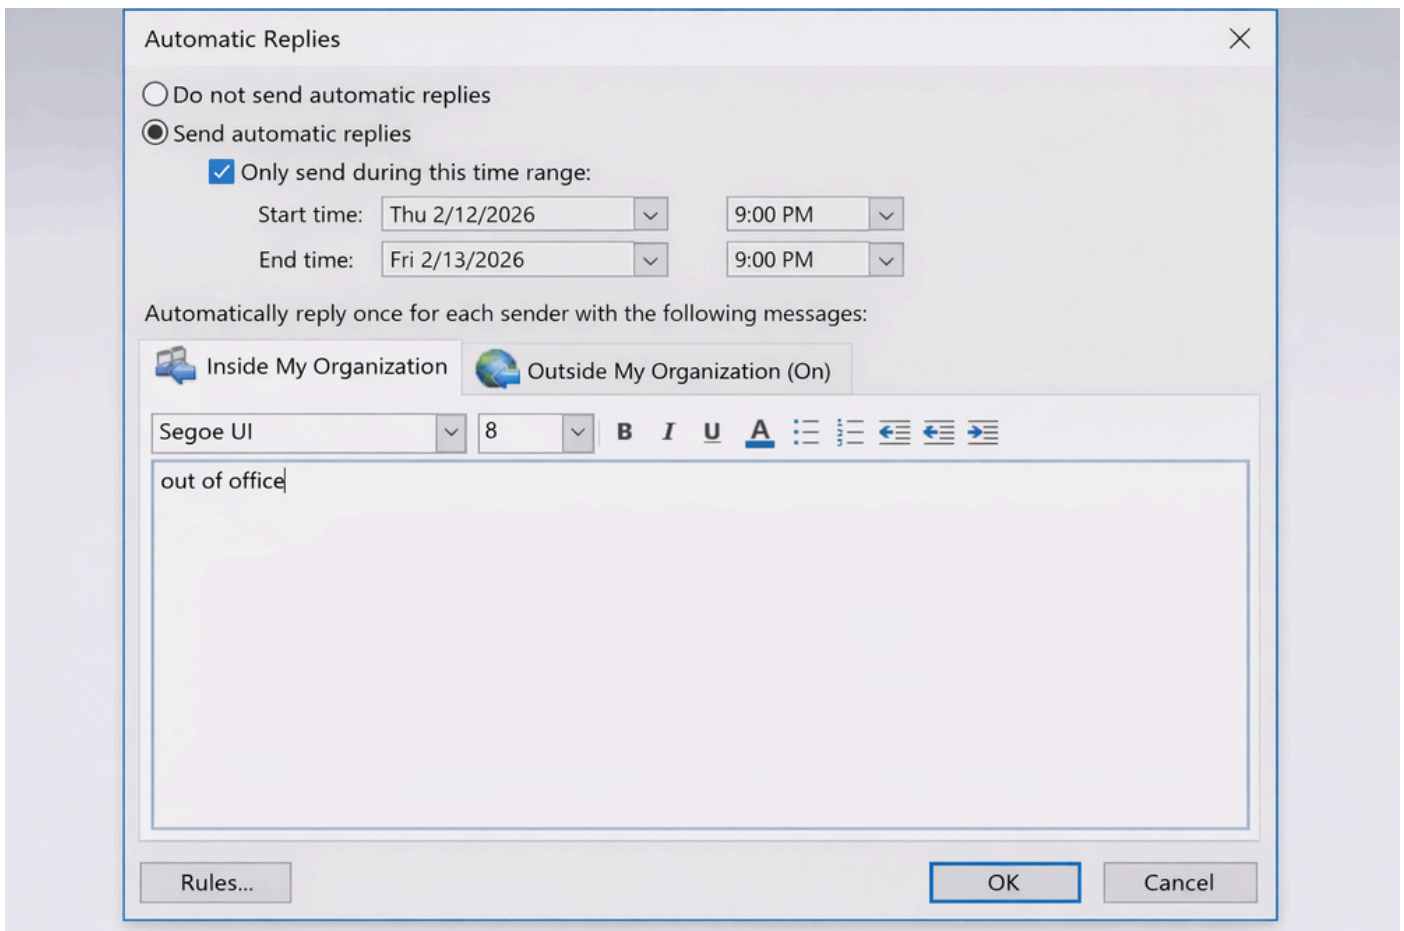 Automatic Replies
Do not send automatic replies
Send automatic replies
Only send during this time range:
Start time: Thu 2/12/2026 9:00 PM
End time: Fri 2/13/2026 9:00 PM
Automatically reply once for each sender with the following messages:
Inside My Organization Outside My Organization (On)
Segoe UI 8 B I U A
out of office
Rules... OK Cancel